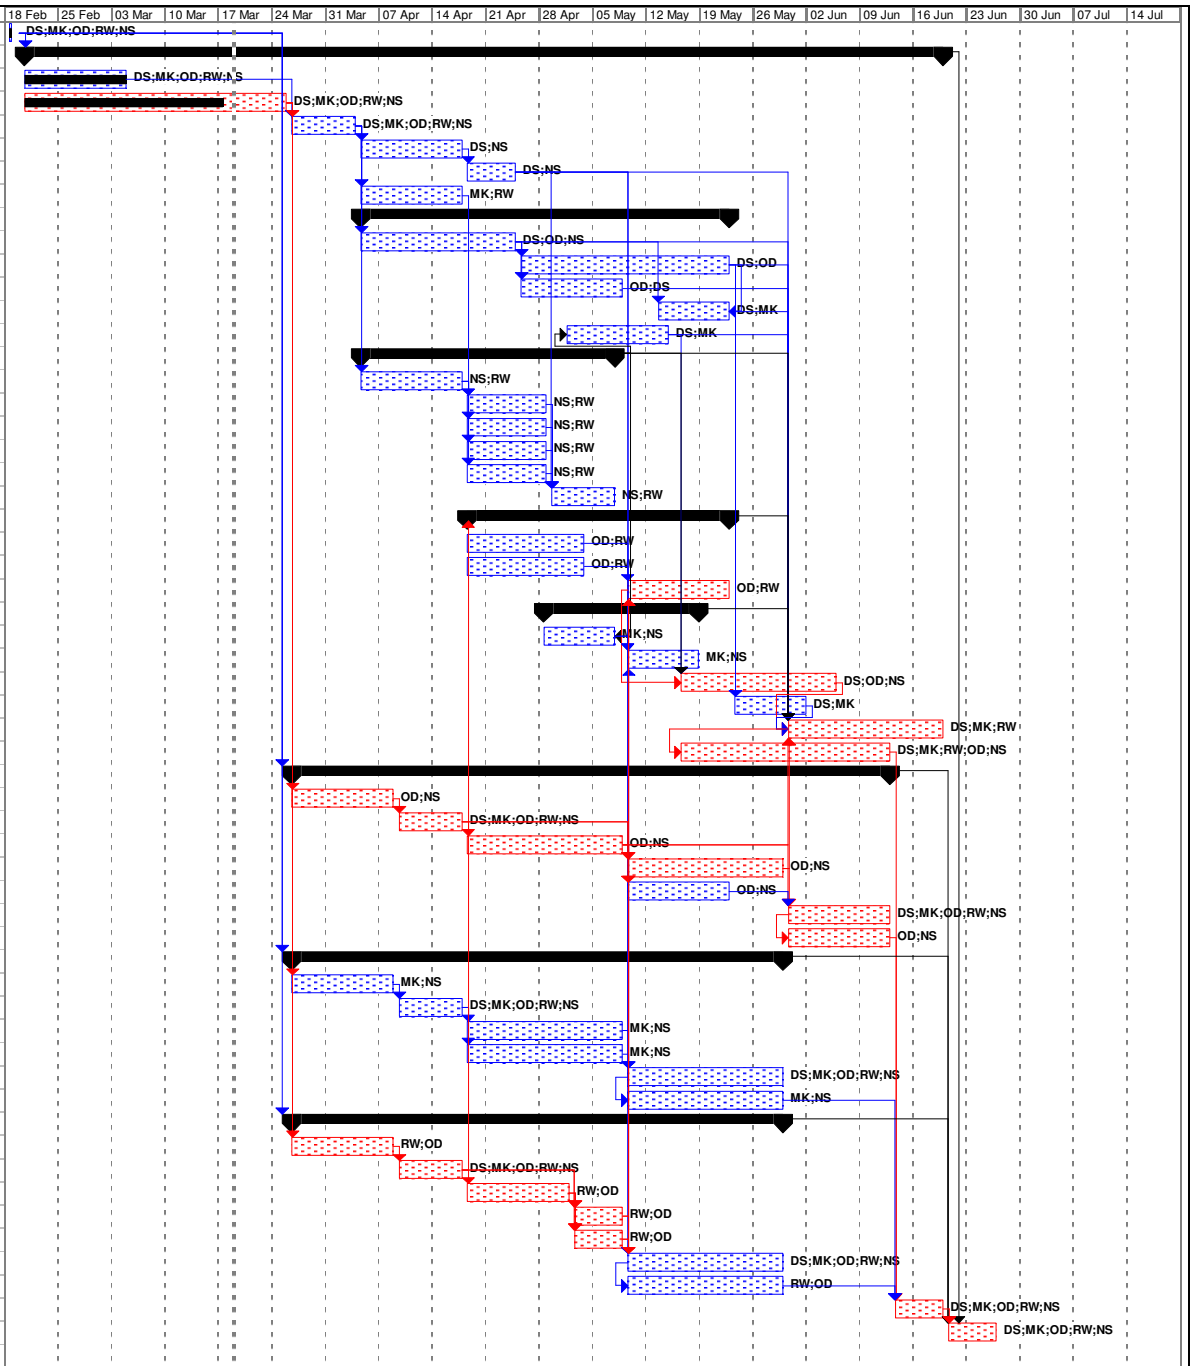 18 Feb 25 Feb 03 Mar 10 Mar 17 Mar 24 Mar 31 Mar 07 Apr 14 Apr 21 Apr 28 Apr 05 May 12 May 19 May 26 May 02 Jun 09 Jun 16 Jun 23 Jun 30 Jun 07 Jul 14 Jul
DS;MK;OD;RW;NS
DS;MK;OD;RW;NS
DS;MK;OD;RW;NS
DS;MK;OD;RW;NS
DS;NS
DS;NS
MK;RW
DS;OD;NS
DS;OD
OD;DS
DS;MK
DS;MK
NS;RW
NS;RW
NS;RW
NS;RW
NS;RW
NS;RW
OD;RW
OD;RW
OD;RW
MK;NS
MK;NS
DS;OD;NS
DS;MK
DS;MK;RW
DS;MK;RW;OD;NS
OD;NS
DS;MK;OD;RW;NS
OD;NS
OD;NS
OD;NS
DS;MK;OD;RW;NS
OD;NS
MK;NS
DS;MK;OD;RW;NS
MK;NS
MK;NS
DS;MK;OD;RW;NS
MK;NS
RW;OD
DS;MK;OD;RW;NS
RW;OD
RW;OD
RW;OD
DS;MK;OD;RW;NS
RW;OD
DS;MK;OD;RW;NS
DS;MK;OD;RW;NS